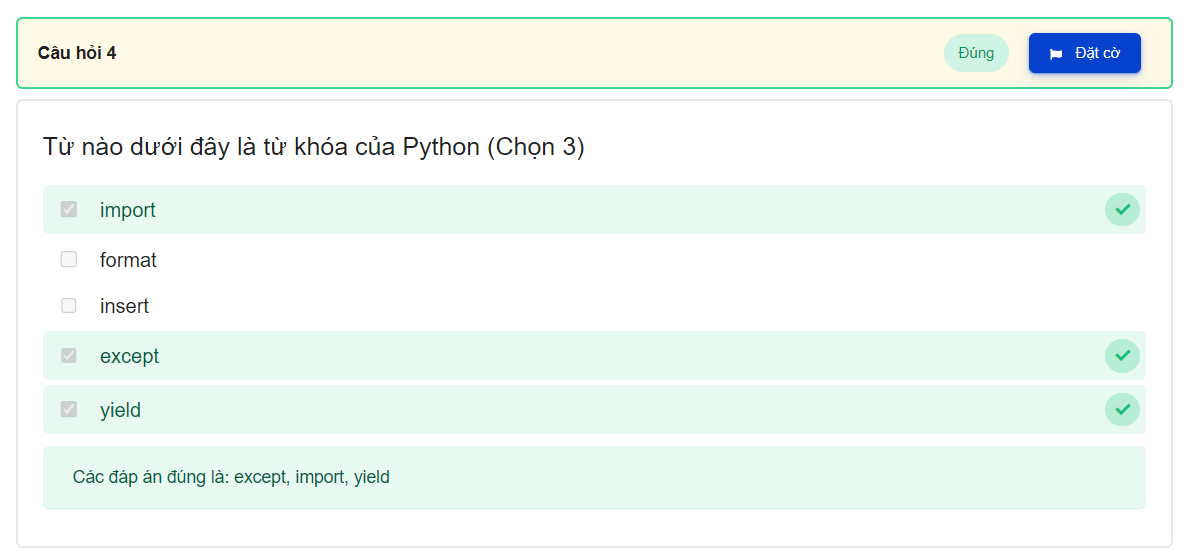 Câu hỏi 4
Đúng
Đặt cờ
Từ nào dưới đây là từ khóa của Python (Chọn 3)
import
format
insert
except
yield
Các đáp án đúng là: except, import, yield